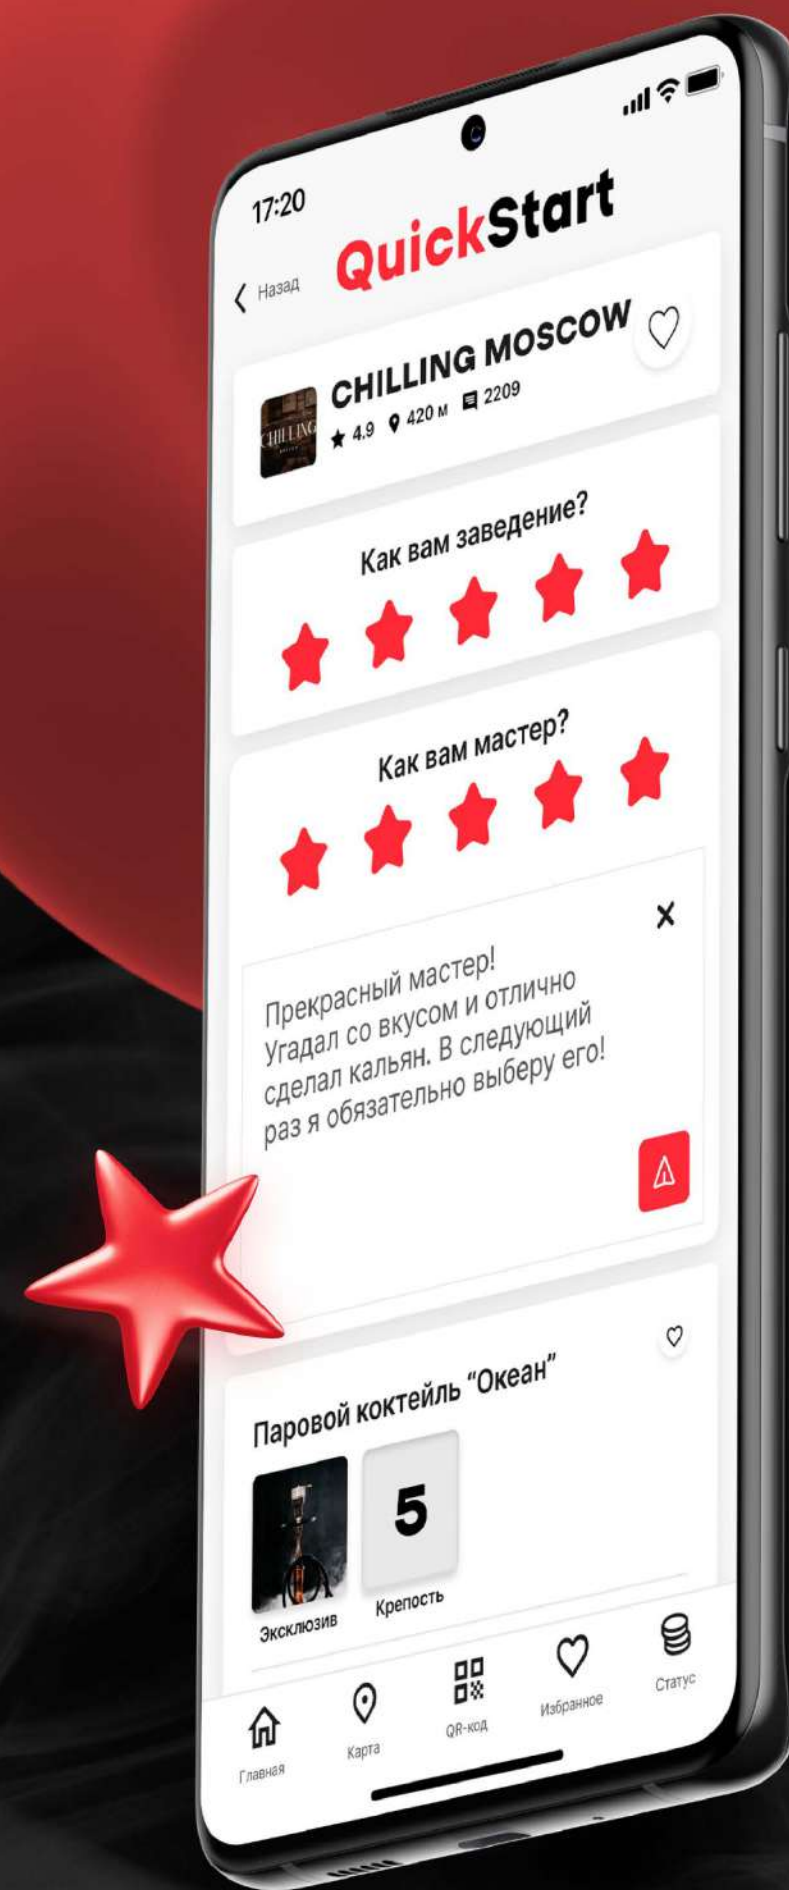 17:20
QuickStart
Назад
CHILLING MOSCOW
CHILLING
4.9 420 м 2209
Как вам заведение?
Как вам мастер?
Прекрасный мастер!
Угадал со вкусом и отлично
сделал кальян. В следующий
раз я обязательно выберу его!
Паровой коктейль “Океан”
5
Эксклюзив
Крепость
Главная
Карта
QR-код
Избранное
Статус